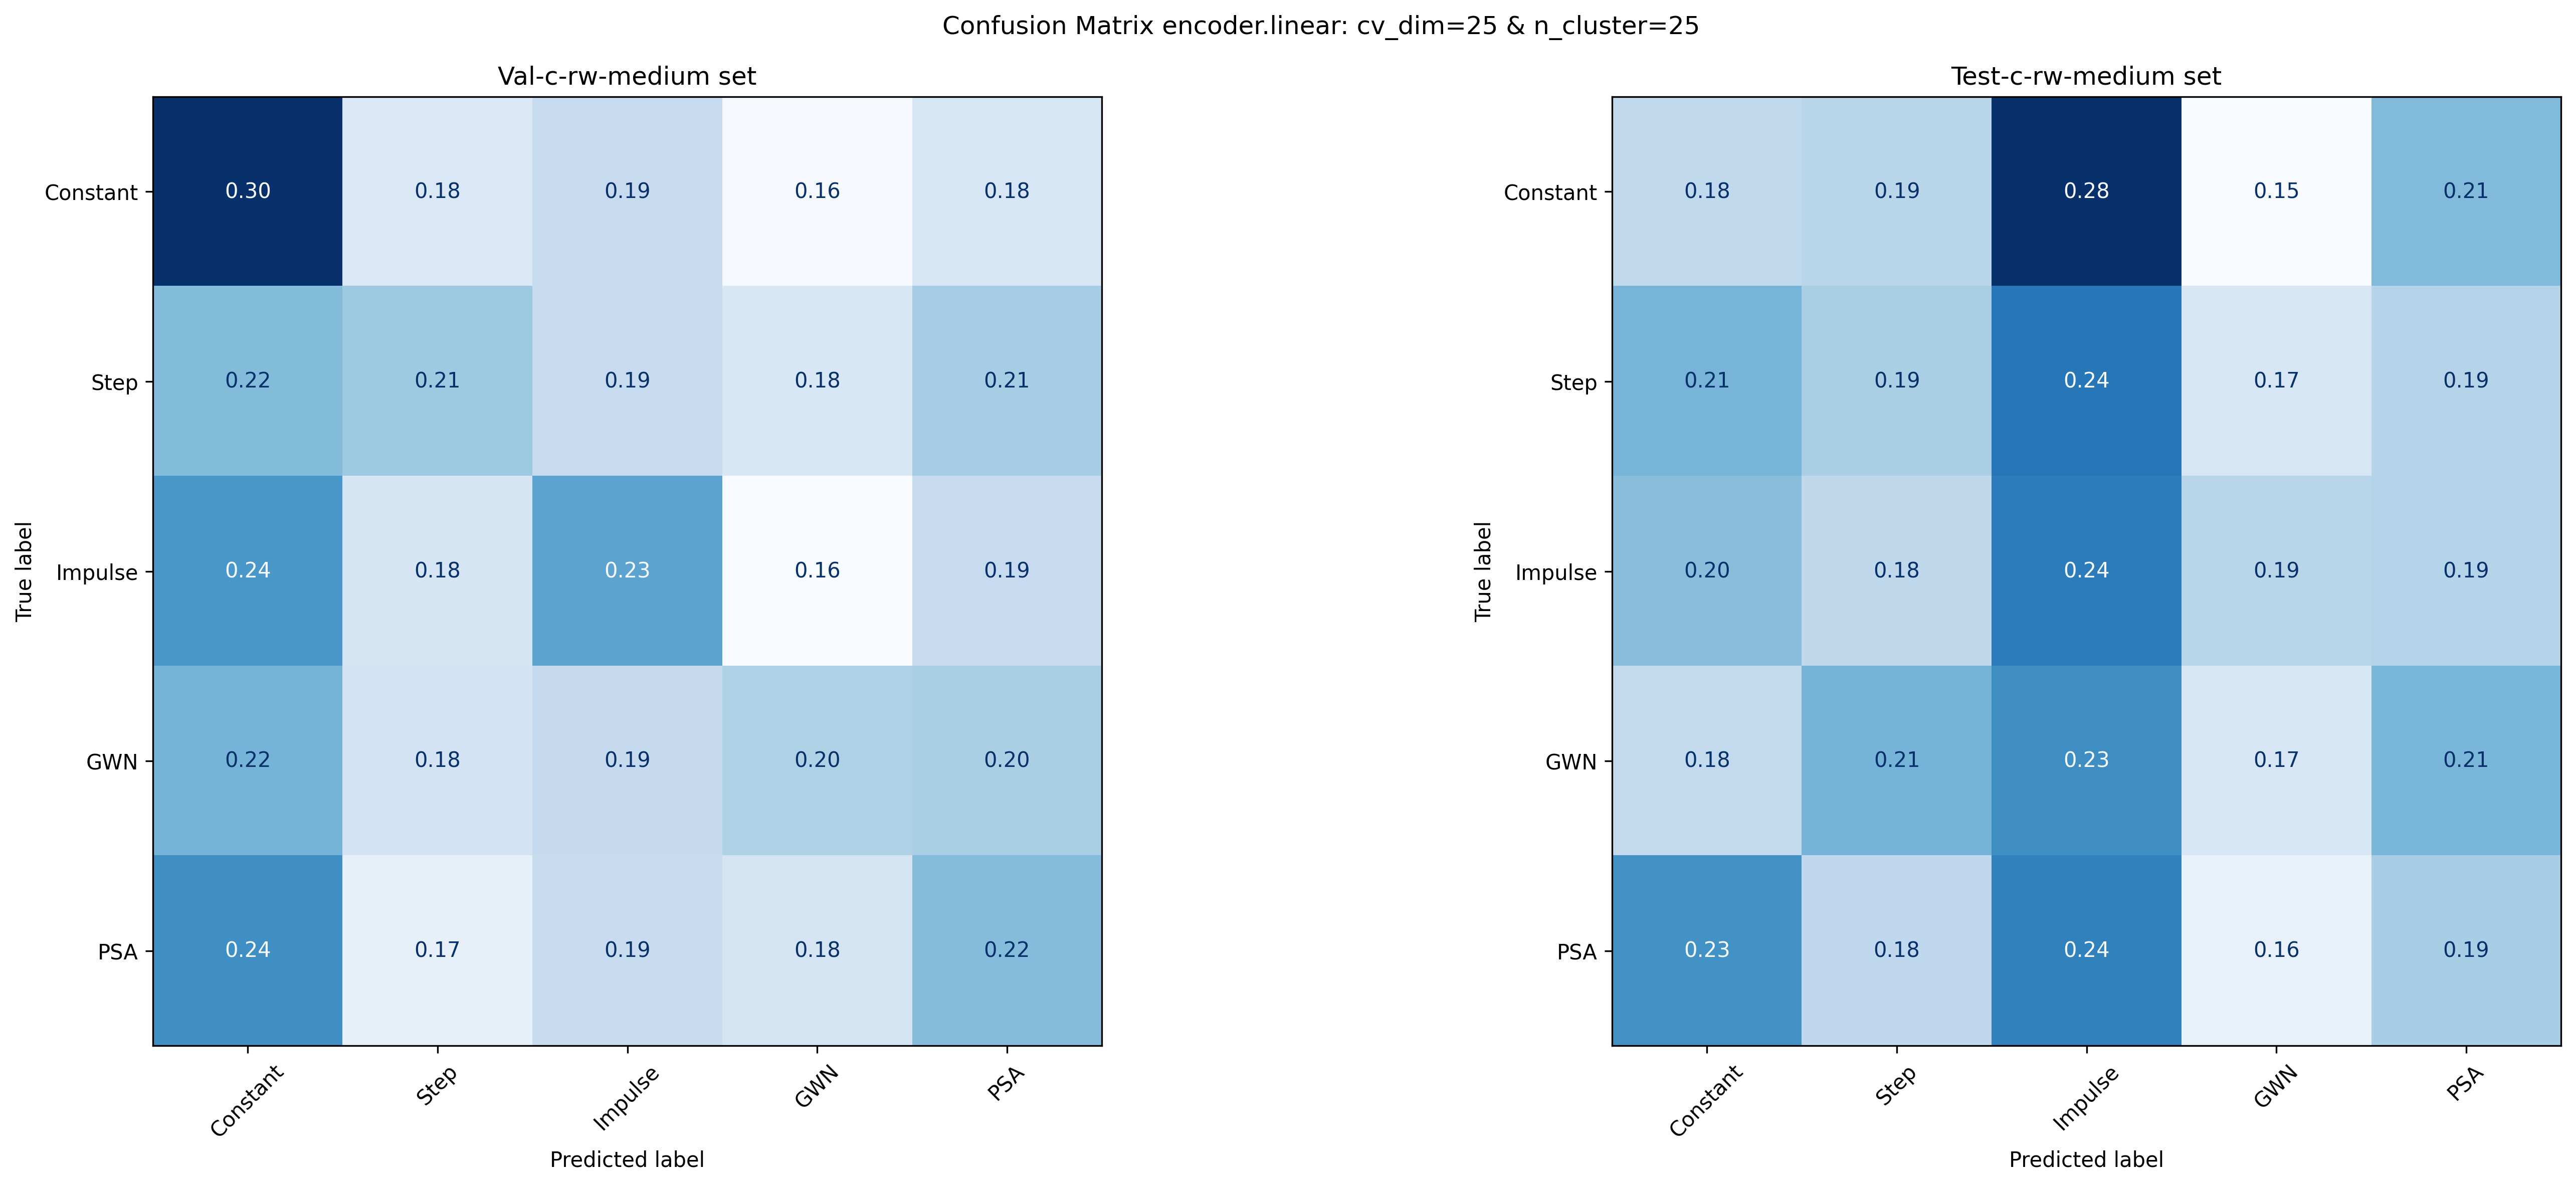 Confusion Matrix encoder.linear: cv_dim=25 & n_cluster=25
Val-c-rw-medium set
True label
Constant 0.30 0.18 0.19 0.16 0.18
Step 0.22 0.21 0.19 0.18 0.21
Impulse 0.24 0.18 0.23 0.16 0.19
GWN 0.22 0.18 0.19 0.20 0.20
PSA 0.24 0.17 0.19 0.18 0.22
Constant Step Impulse GWN PSA
Predicted label
Test-c-rw-medium set
True label
Constant 0.18 0.19 0.28 0.15 0.21
Step 0.21 0.19 0.24 0.17 0.19
Impulse 0.20 0.18 0.24 0.19 0.19
GWN 0.18 0.21 0.23 0.17 0.21
PSA 0.23 0.18 0.24 0.16 0.19
Constant Step Impulse GWN PSA
Predicted label